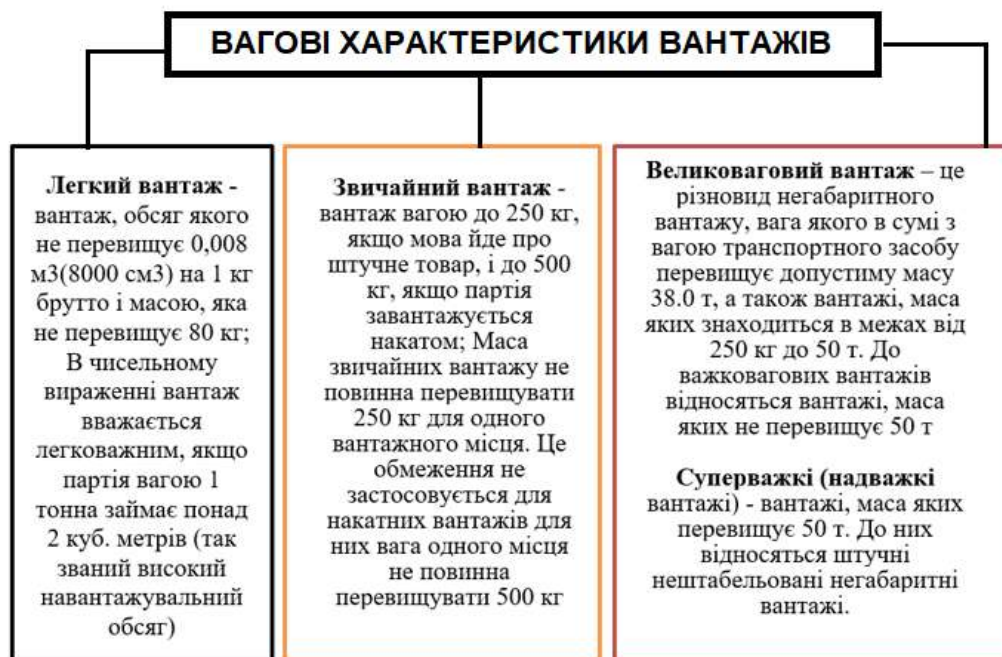 ВАГОВІ ХАРАКТЕРИСТИКИ ВАНТАЖІВ
Легкий вантаж -
вантаж, обсяг якого
не перевищує 0,008
м3(8000 см3) на 1 кг
брутто і масою, яка
не перевищує 80 кг;
В чисельному
вираженні вантаж
вважається
легковажним, якщо
партія вагою 1
тонна займає понад
2 куб. метрів (так
званий високий
навантажувальний
обсяг)
Звичайний вантаж -
вантаж вагою до 250 кг,
якщо мова йде про
штучне товар, і до 500
кг, якщо партія
завантажується
накатом; Маса
звичайних вантажу не
повинна перевищувати
250 кг для одного
вантажного місця. Це
обмеження не
застосовується для
накатних вантажів для
них вага одного місця
не повинна
перевищувати 500 кг
Великоваговий вантаж – це
різновид негабаритного
вантажу, вага якого в сумі з
вагою транспортного засобу
перевищує допустиму масу
38.0 т, а також вантажі, маса
яких знаходиться в межах від
250 кг до 50 т. До
важковагових вантажів
відносяться вантажі, маса
яких не перевищує 50 т
Суперважкі (надважкі
вантажі) - вантажі, маса яких
перевищує 50 т. До них
відносяться штучні
нештабельовані негабаритні
вантажі.